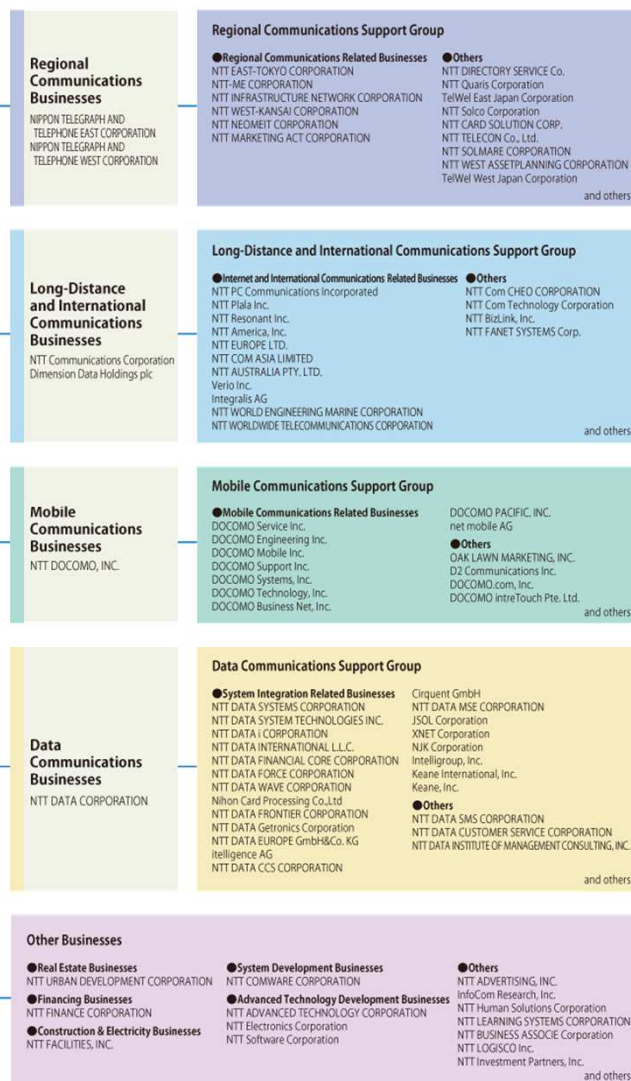 Regional
Communications
Businesses
NIPPON TELEGRAPH AND
TELEPHONE EAST CORPORATION
NIPPON TELEGRAPH AND
TELEPHONE WEST CORPORATION
Regional Communications Support Group
●Regional Communications Related Businesses
NTT EAST-TOKYO CORPORATION
NTT-ME CORPORATION
NTT INFRASTRUCTURE NETWORK CORPORATION
NTT WEST-KANSAI CORPORATION
NTT NEOMEIT CORPORATION
NTT MARKETING ACT CORPORATION
●Others
NTT DIRECTORY SERVICE Co.
NTT Quaris Corporation
TelWel East Japan Corporation
NTT Solco Corporation
NTT CARD SOLUTION CORP.
NTT TELECON Co., Ltd.
NTT SOLMARE CORPORATION
NTT WEST ASSETPLANNING CORPORATION
TelWel West Japan Corporation
and others
Long-Distance
and International
Communications
Businesses
NTT Communications Corporation
Dimension Data Holdings plc
Long-Distance and International Communications Support Group
●Internet and International Communications Related Businesses
NTT PC Communications Incorporated
NTT Plala Inc.
NTT Resonant Inc.
NTT America, Inc.
NTT EUROPE LTD.
NTT COM ASIA LIMITED
NTT AUSTRALIA PTY. LTD.
Verio Inc.
Integralis AG
NTT WORLD ENGINEERING MARINE CORPORATION
NTT WORLDWIDE TELECOMMUNICATIONS CORPORATION
●Others
NTT Com CHEO CORPORATION
NTT Com Technology Corporation
NTT BizLink, Inc.
NTT FANET SYSTEMS Corp.
and others
Mobile
Communications
Businesses
NTT DOCOMO, INC.
Mobile Communications Support Group
●Mobile Communications Related Businesses
DOCOMO Service Inc.
DOCOMO Engineering Inc.
DOCOMO Mobile Inc.
DOCOMO Support Inc.
DOCOMO Systems, Inc.
DOCOMO Technology, Inc.
DOCOMO Business Net, Inc.
DOCOMO PACIFIC. INC.
net mobile AG
●Others
OAK LAWN MARKETING, INC.
D2 Communications Inc.
DOCOMO.com, Inc.
DOCOMO intreTouch Pte. Ltd.
and others
Data
Communications
Businesses
NTT DATA CORPORATION
Data Communications Support Group
●System Integration Related Businesses
NTT DATA SYSTEMS CORPORATION
NTT DATA SYSTEM TECHNOLOGIES INC.
NTT DATA i CORPORATION
NTT DATA INTERNATIONAL L.L.C.
NTT DATA FINANCIAL CORE CORPORATION
NTT DATA FORCE CORPORATION
NTT DATA WAVE CORPORATION
Nihon Card Processing Co.,Ltd
NTT DATA FRONTIER CORPORATION
NTT DATA Getronics Corporation
NTT DATA EUROPE GmbH&Co. KG
itelligence AG
NTT DATA CCS CORPORATION
Cirquent GmbH
NTT DATA MSE CORPORATION
JSOL Corporation
XNET Corporation
NJK Corporation
Intelligroup, Inc.
Keane International, Inc.
Keane, Inc.
●Others
NTT DATA SMS CORPORATION
NTT DATA CUSTOMER SERVICE CORPORATION
NTT DATA INSTITUTE OF MANAGEMENT CONSULTING, INC.
and others
Other Businesses
●Real Estate Businesses
NTT URBAN DEVELOPMENT CORPORATION
●Financing Businesses
NTT FINANCE CORPORATION
●Construction & Electricity Businesses
NTT FACILITIES, INC.
●System Development Businesses
NTT COMWARE CORPORATION
●Advanced Technology Development Businesses
NTT ADVANCED TECHNOLOGY CORPORATION
NTT Electronics Corporation
NTT Software Corporation
●Others
NTT ADVERTISING, INC.
InfoCom Research, Inc.
NTT Human Solutions Corporation
NTT LEARNING SYSTEMS CORPORATION
NTT BUSINESS ASSOCIE Corporation
NTT LOGISCO Inc.
NTT Investment Partners, Inc.
and others